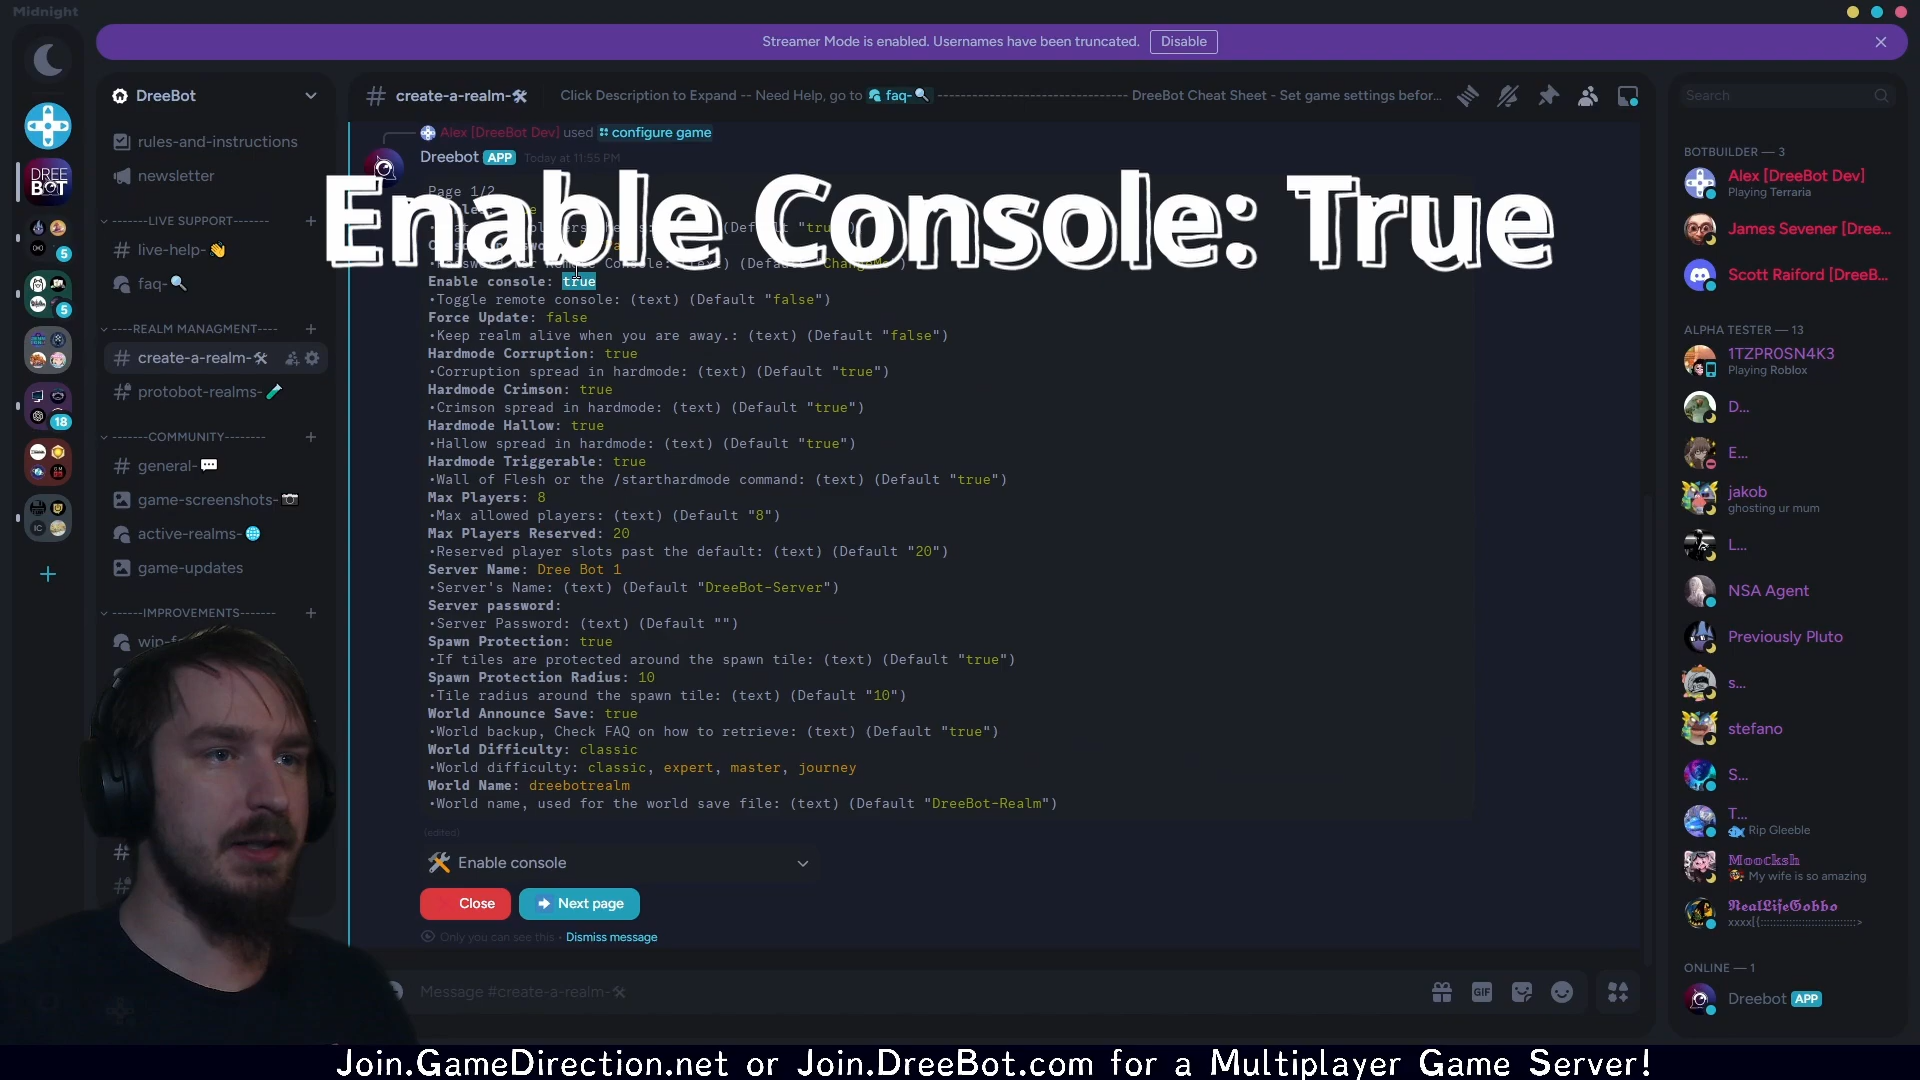 Midnight
Streamer Mode is enabled. Usernames have been truncated. Disable
DreeBot
rules-and-instructions
newsletter
-------LIVE SUPPORT-------
live-help-
faq-
----REALM MANAGMENT----
create-a-realm-
protobot-realms-
-------COMMUNITY--------
general-
game-screenshots-
active-realms-
game-updates
------IMPROVEMENTS-------
DREE
BOT
5
5
18
# create-a-realm- Click Description to Expand -- Need Help, go to faq- ---------------------------- DreeBot Cheat Sheet - Set game settings befor...
Alex [DreeBot Dev] used configure game
Dreebot APP Today at 11:55 PM
Page 1/2
Enable Console: True
Enable console: true
•Toggle remote console: (text) (Default "false")
Force Update: false
•Keep realm alive when you are away.: (text) (Default "false")
Hardmode Corruption: true
•Corruption spread in hardmode: (text) (Default "true")
Hardmode Crimson: true
•Crimson spread in hardmode: (text) (Default "true")
Hardmode Hallow: true
•Hallow spread in hardmode: (text) (Default "true")
Hardmode Triggerable: true
•Wall of Flesh or the /starthardmode command: (text) (Default "true")
Max Players: 8
•Max allowed players: (text) (Default "8")
Max Players Reserved: 20
•Reserved player slots past the default: (text) (Default "20")
Server Name: Dree Bot 1
•Server's Name: (text) (Default "DreeBot-Server")
Server password:
•Server Password: (text) (Default "")
Spawn Protection: true
•If tiles are protected around the spawn tile: (text) (Default "true")
Spawn Protection Radius: 10
•Tile radius around the spawn tile: (text) (Default "10")
World Announce Save: true
•World backup, Check FAQ on how to retrieve: (text) (Default "true")
World Difficulty: classic
•World difficulty: classic, expert, master, journey
World Name: dreebotrealm
•World name, used for the world save file: (text) (Default "DreeBot-Realm")
(edited)
Enable console
Close Next page
Only you can see this • Dismiss message
Message #create-a-realm-
GIF
Search
BOTBUILDER — 3
Alex [DreeBot Dev]
Playing Terraria
James Sevener [Dree...
Scott Raiford [DreeB...
ALPHA TESTER — 13
1TZPR0SN4K3
Playing Roblox
D...
E...
jakob
ghosting ur mum
L...
NSA Agent
Previously Pluto
s...
stefano
S...
T...
Rip Gleeble
𝕄𝕠𝕠𝕔𝕜𝕤𝕙
My wife is so amazing
𝕽𝖊𝖆𝖑𝕷𝖎𝖋𝖊𝕲𝖔𝖇𝖇𝖔
ONLINE — 1
Dreebot APP
Join.GameDirection.net or Join.DreeBot.com for a Multiplayer Game Server!